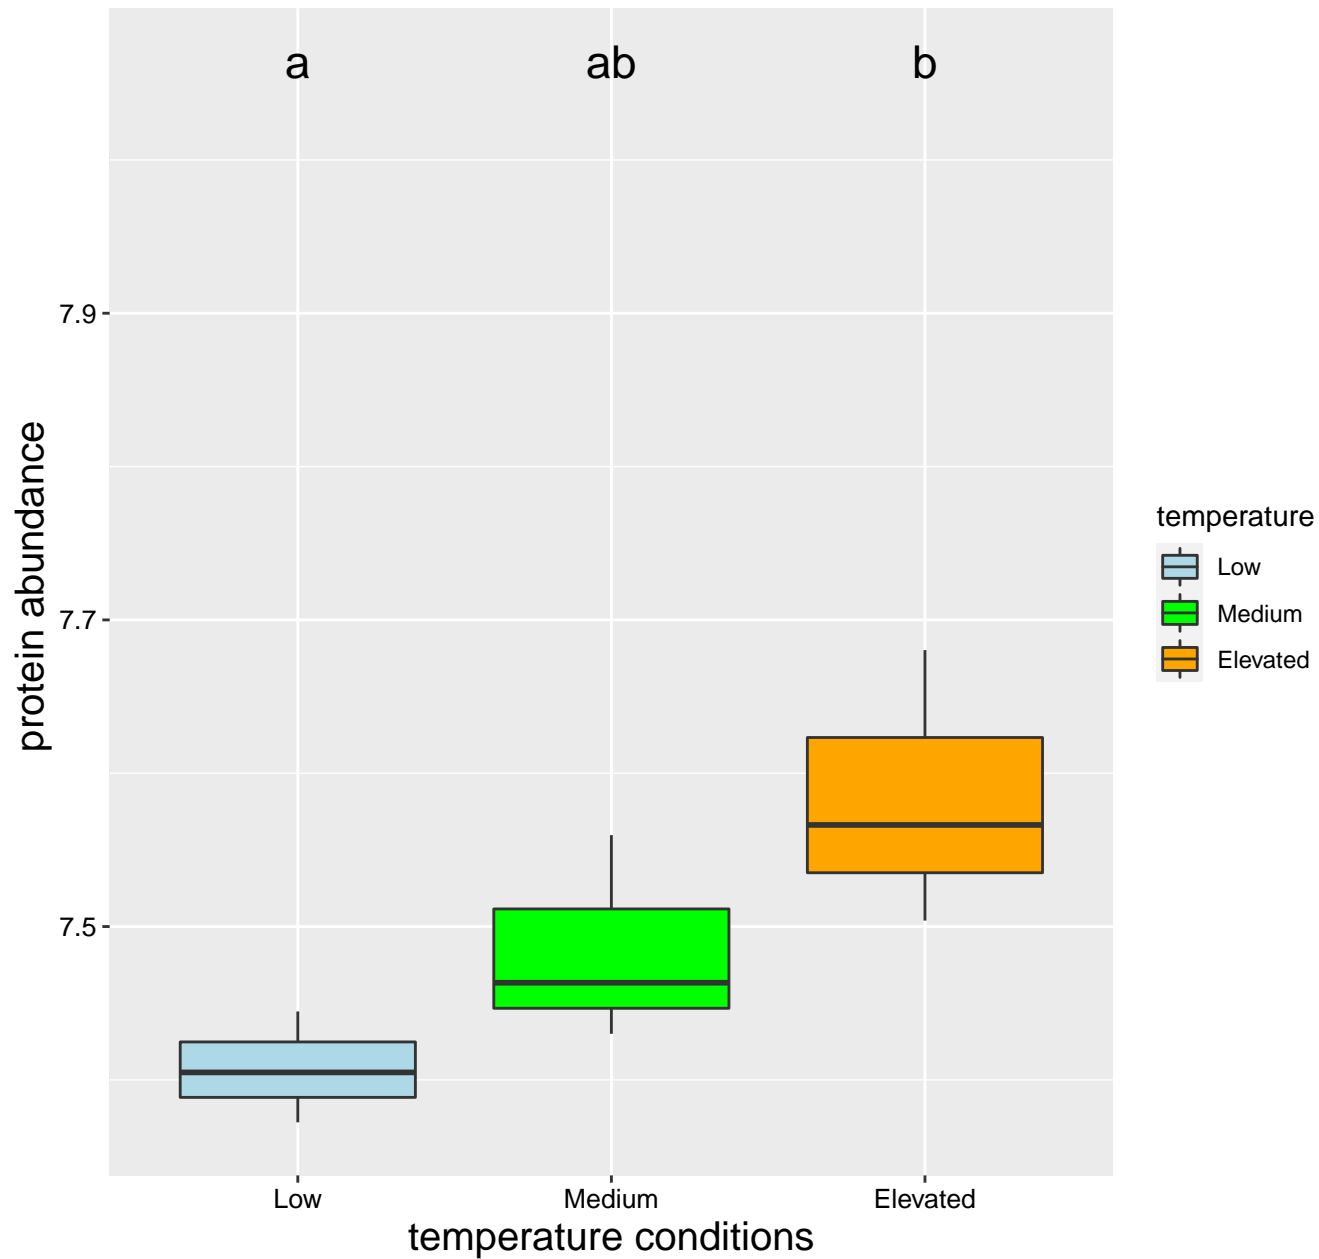 a ab b
protein abundance
7.9
7.7
7.5
Low Medium Elevated
temperature conditions
temperature
Low
Medium
Elevated